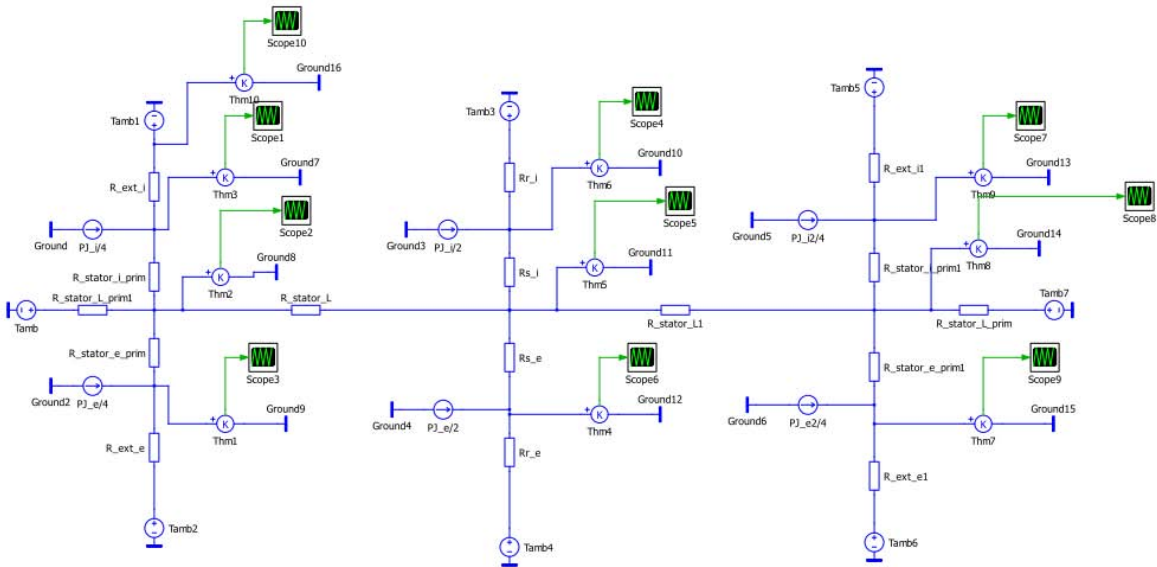 Scope10
Ground16
Thm10
Tamb1
Scope1
Ground7
Thm3
R_ext_i
Ground
PJ_i/4
Scope2
R_stator_i_prim
Ground8
Thm2
R_stator_L_prim1
R_stator_L
Tamb
R_stator_e_prim
Scope3
Ground2
PJ_e/4
Ground9
Thm1
R_ext_e
Tamb2
Tamb3
Scope4
Ground10
Thm6
Rr_i
Ground3
PJ_i/2
Scope5
Ground11
Thm5
Rs_i
R_stator_L1
Rs_e
Scope6
Ground4
PJ_e/2
Ground12
Thm4
Rr_e
Tamb4
Tamb5
Scope7
Ground13
Thm9
R_ext_i1
Scope8
Ground5
PJ_i2/4
Ground14
Thm8
R_stator_i_prim1
Tamb7
R_stator_L_prim
R_stator_e_prim1
Scope9
Ground6
PJ_e2/4
Ground15
Thm7
R_ext_e1
Tamb6
K
K
K
K
K
K
K
K
K
K